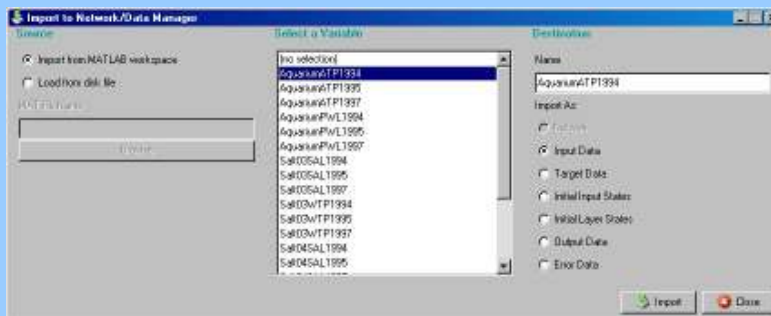 Import to Network/Data Manager
Source
Import from MATLAB workspace
Load from disk file
Select a Variable
(no selection)
AquariumATP1994
AquariumATP1995
AquariumATP1997
AquariumPWL1994
AquariumPWL1995
AquariumPWL1997
Salt03SAL1994
Salt03SAL1995
Salt03SAL1997
Salt03WTP1994
Salt03WTP1995
Salt03WTP1997
Salt04SAL1994
Salt04SAL1995
Destination
Name
AquariumATP1994
Import As:
Network
Input Data
Target Data
Initial Input States
Initial Layer States
Output Data
Error Data
Import
Close